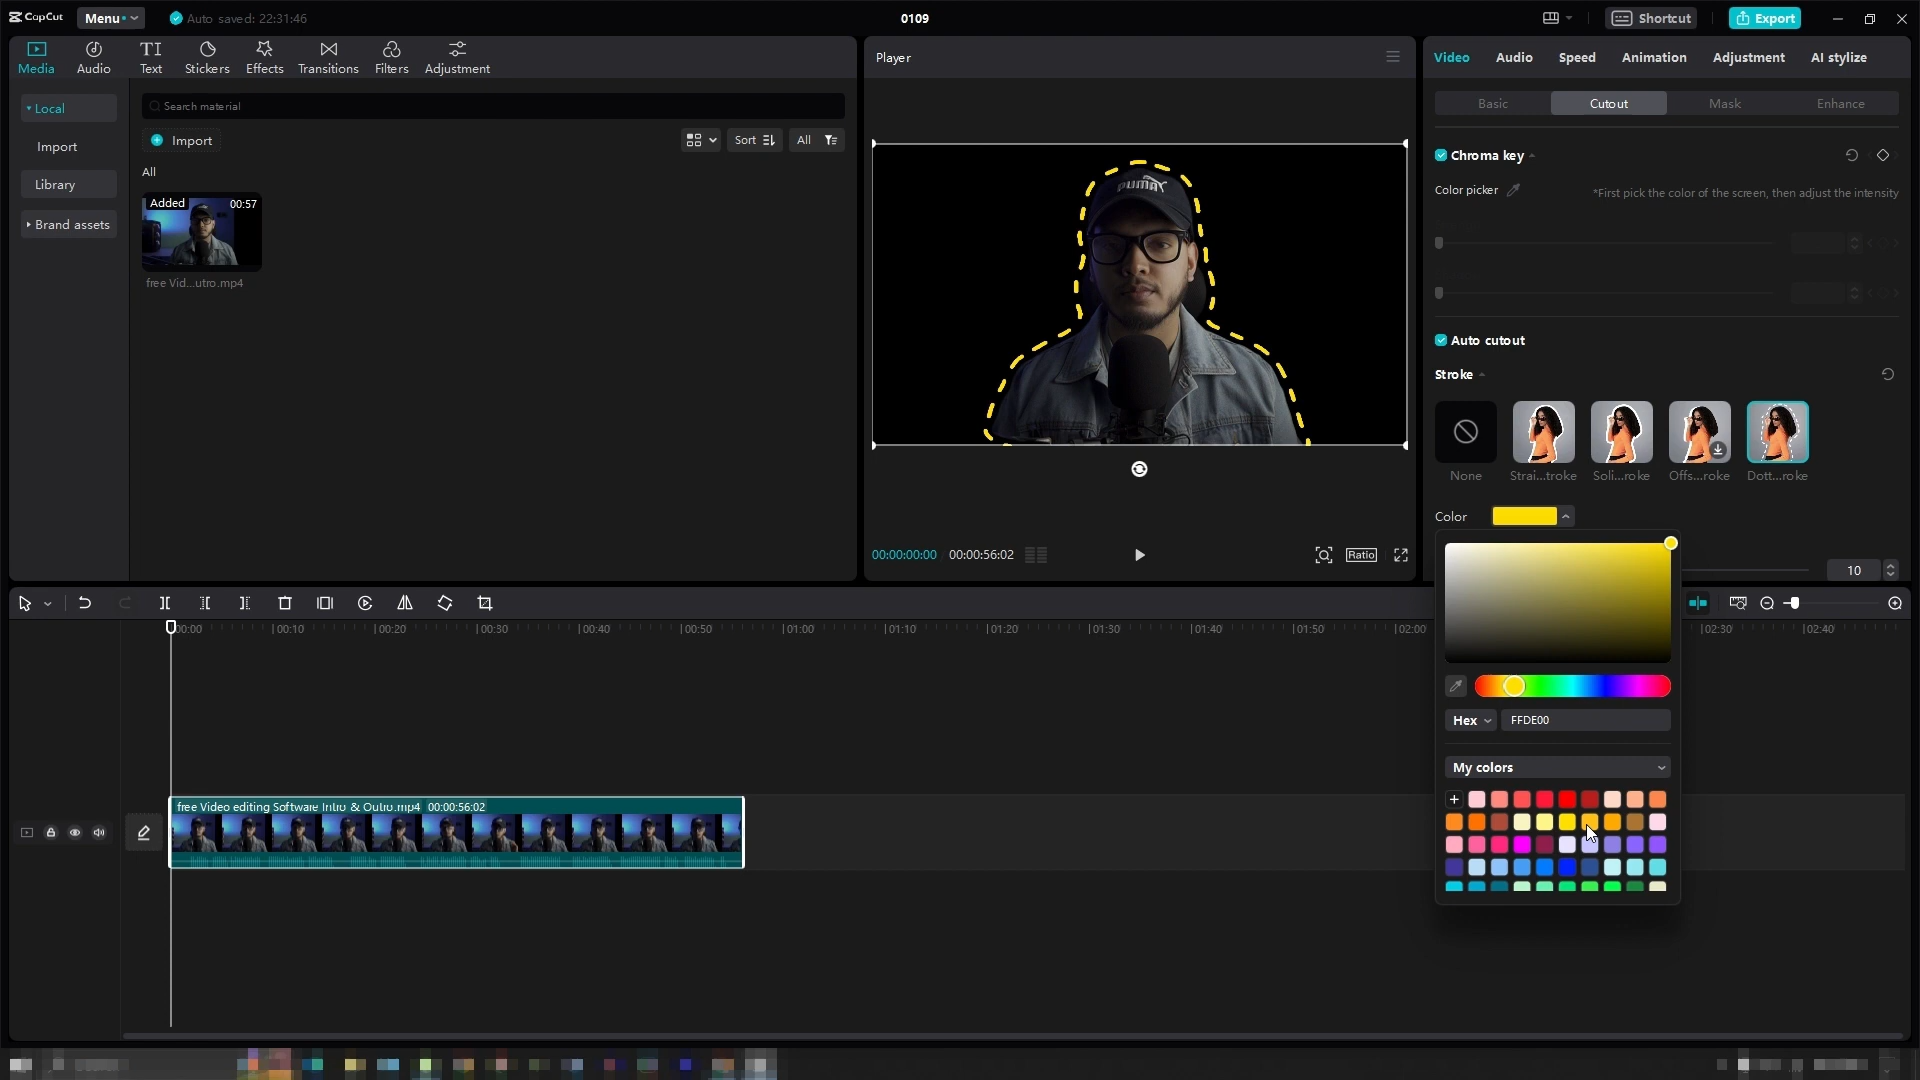 CapCut
Menu
Auto saved: 22:31:46
0109
Shortcut
Export
Media
Audio
Text
Stickers
Effects
Transitions
Filters
Adjustment
Local
Import
Library
Brand assets
Search material
Import
Sort
All
All
Added
00:57
free Vid...utro.mp4
Player
PUMA
00:00:00:00
00:00:56:02
Ratio
Video
Audio
Speed
Animation
Adjustment
AI stylize
Basic
Cutout
Mask
Enhance
Chroma key
Color picker
*First pick the color of the screen, then adjust the intensity
Auto cutout
Stroke
None
Strai...troke
Soli...roke
Offs...roke
Dott...roke
Color
10
Hex
FFDE00
My colors
00:00
00:10
00:20
00:30
00:40
00:50
01:00
01:10
01:20
01:30
01:40
01:50
02:00
02:30
02:40
free Video editing Software Intro & Outro.mp4 00:00:56:02